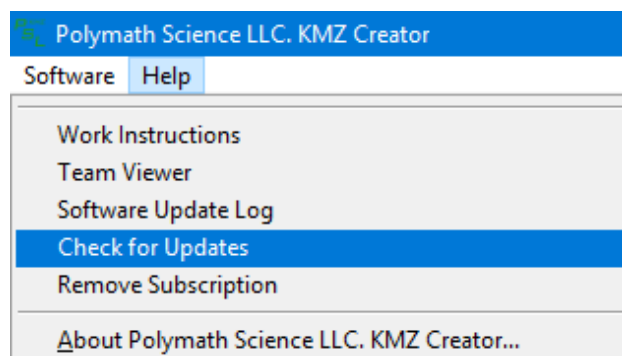 Polymath Science LLC. KMZ Creator
Software Help
Work Instructions
Team Viewer
Software Update Log
Check for Updates
Remove Subscription
About Polymath Science LLC. KMZ Creator...